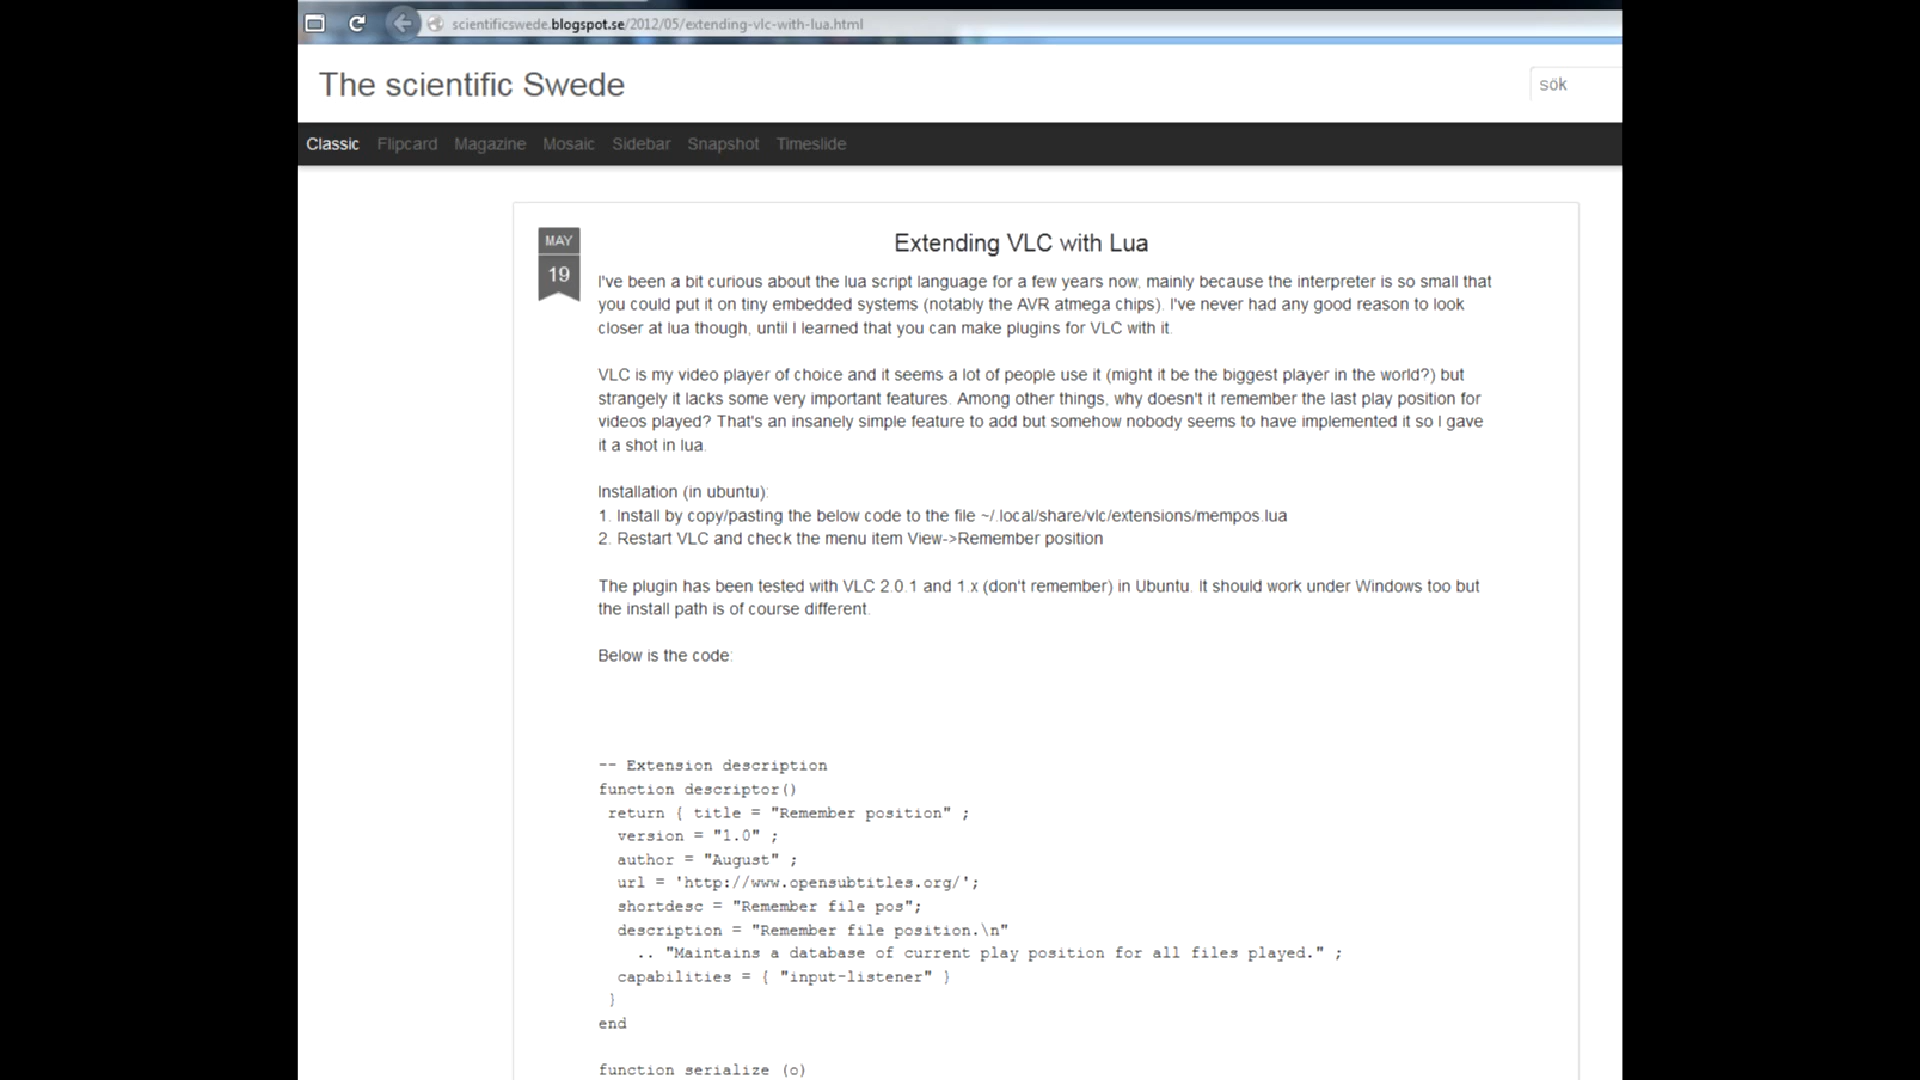 scientificswede.blogspot.se/2012/05/extending-vlc-with-lua.html
The scientific Swede
sök
Classic Flipcard Magazine Mosaic Sidebar Snapshot Timeslide
MAY
19
Extending VLC with Lua
I've been a bit curious about the lua script language for a few years now, mainly because the interpreter is so small that
you could put it on tiny embedded systems (notably the AVR atmega chips). I've never had any good reason to look
closer at lua though, until I learned that you can make plugins for VLC with it.
VLC is my video player of choice and it seems a lot of people use it (might it be the biggest player in the world?) but
strangely it lacks some very important features. Among other things, why doesn't it remember the last play position for
videos played? That's an insanely simple feature to add but somehow nobody seems to have implemented it so I gave
it a shot in lua.
Installation (in ubuntu):
1. Install by copy/pasting the below code to the file ~/.local/share/vlc/extensions/mempos.lua
2. Restart VLC and check the menu item View->Remember position
The plugin has been tested with VLC 2.0.1 and 1.x (don't remember) in Ubuntu. It should work under Windows too but
the install path is of course different.
Below is the code:
-- Extension description
function descriptor()
return { title = "Remember position" ;
version = "1.0" ;
author = "August" ;
url = 'http://www.opensubtitles.org/';
shortdesc = "Remember file pos";
description = "Remember file position.\n"
.. "Maintains a database of current play position for all files played." ;
capabilities = { "input-listener" }
}
end
function serialize (o)